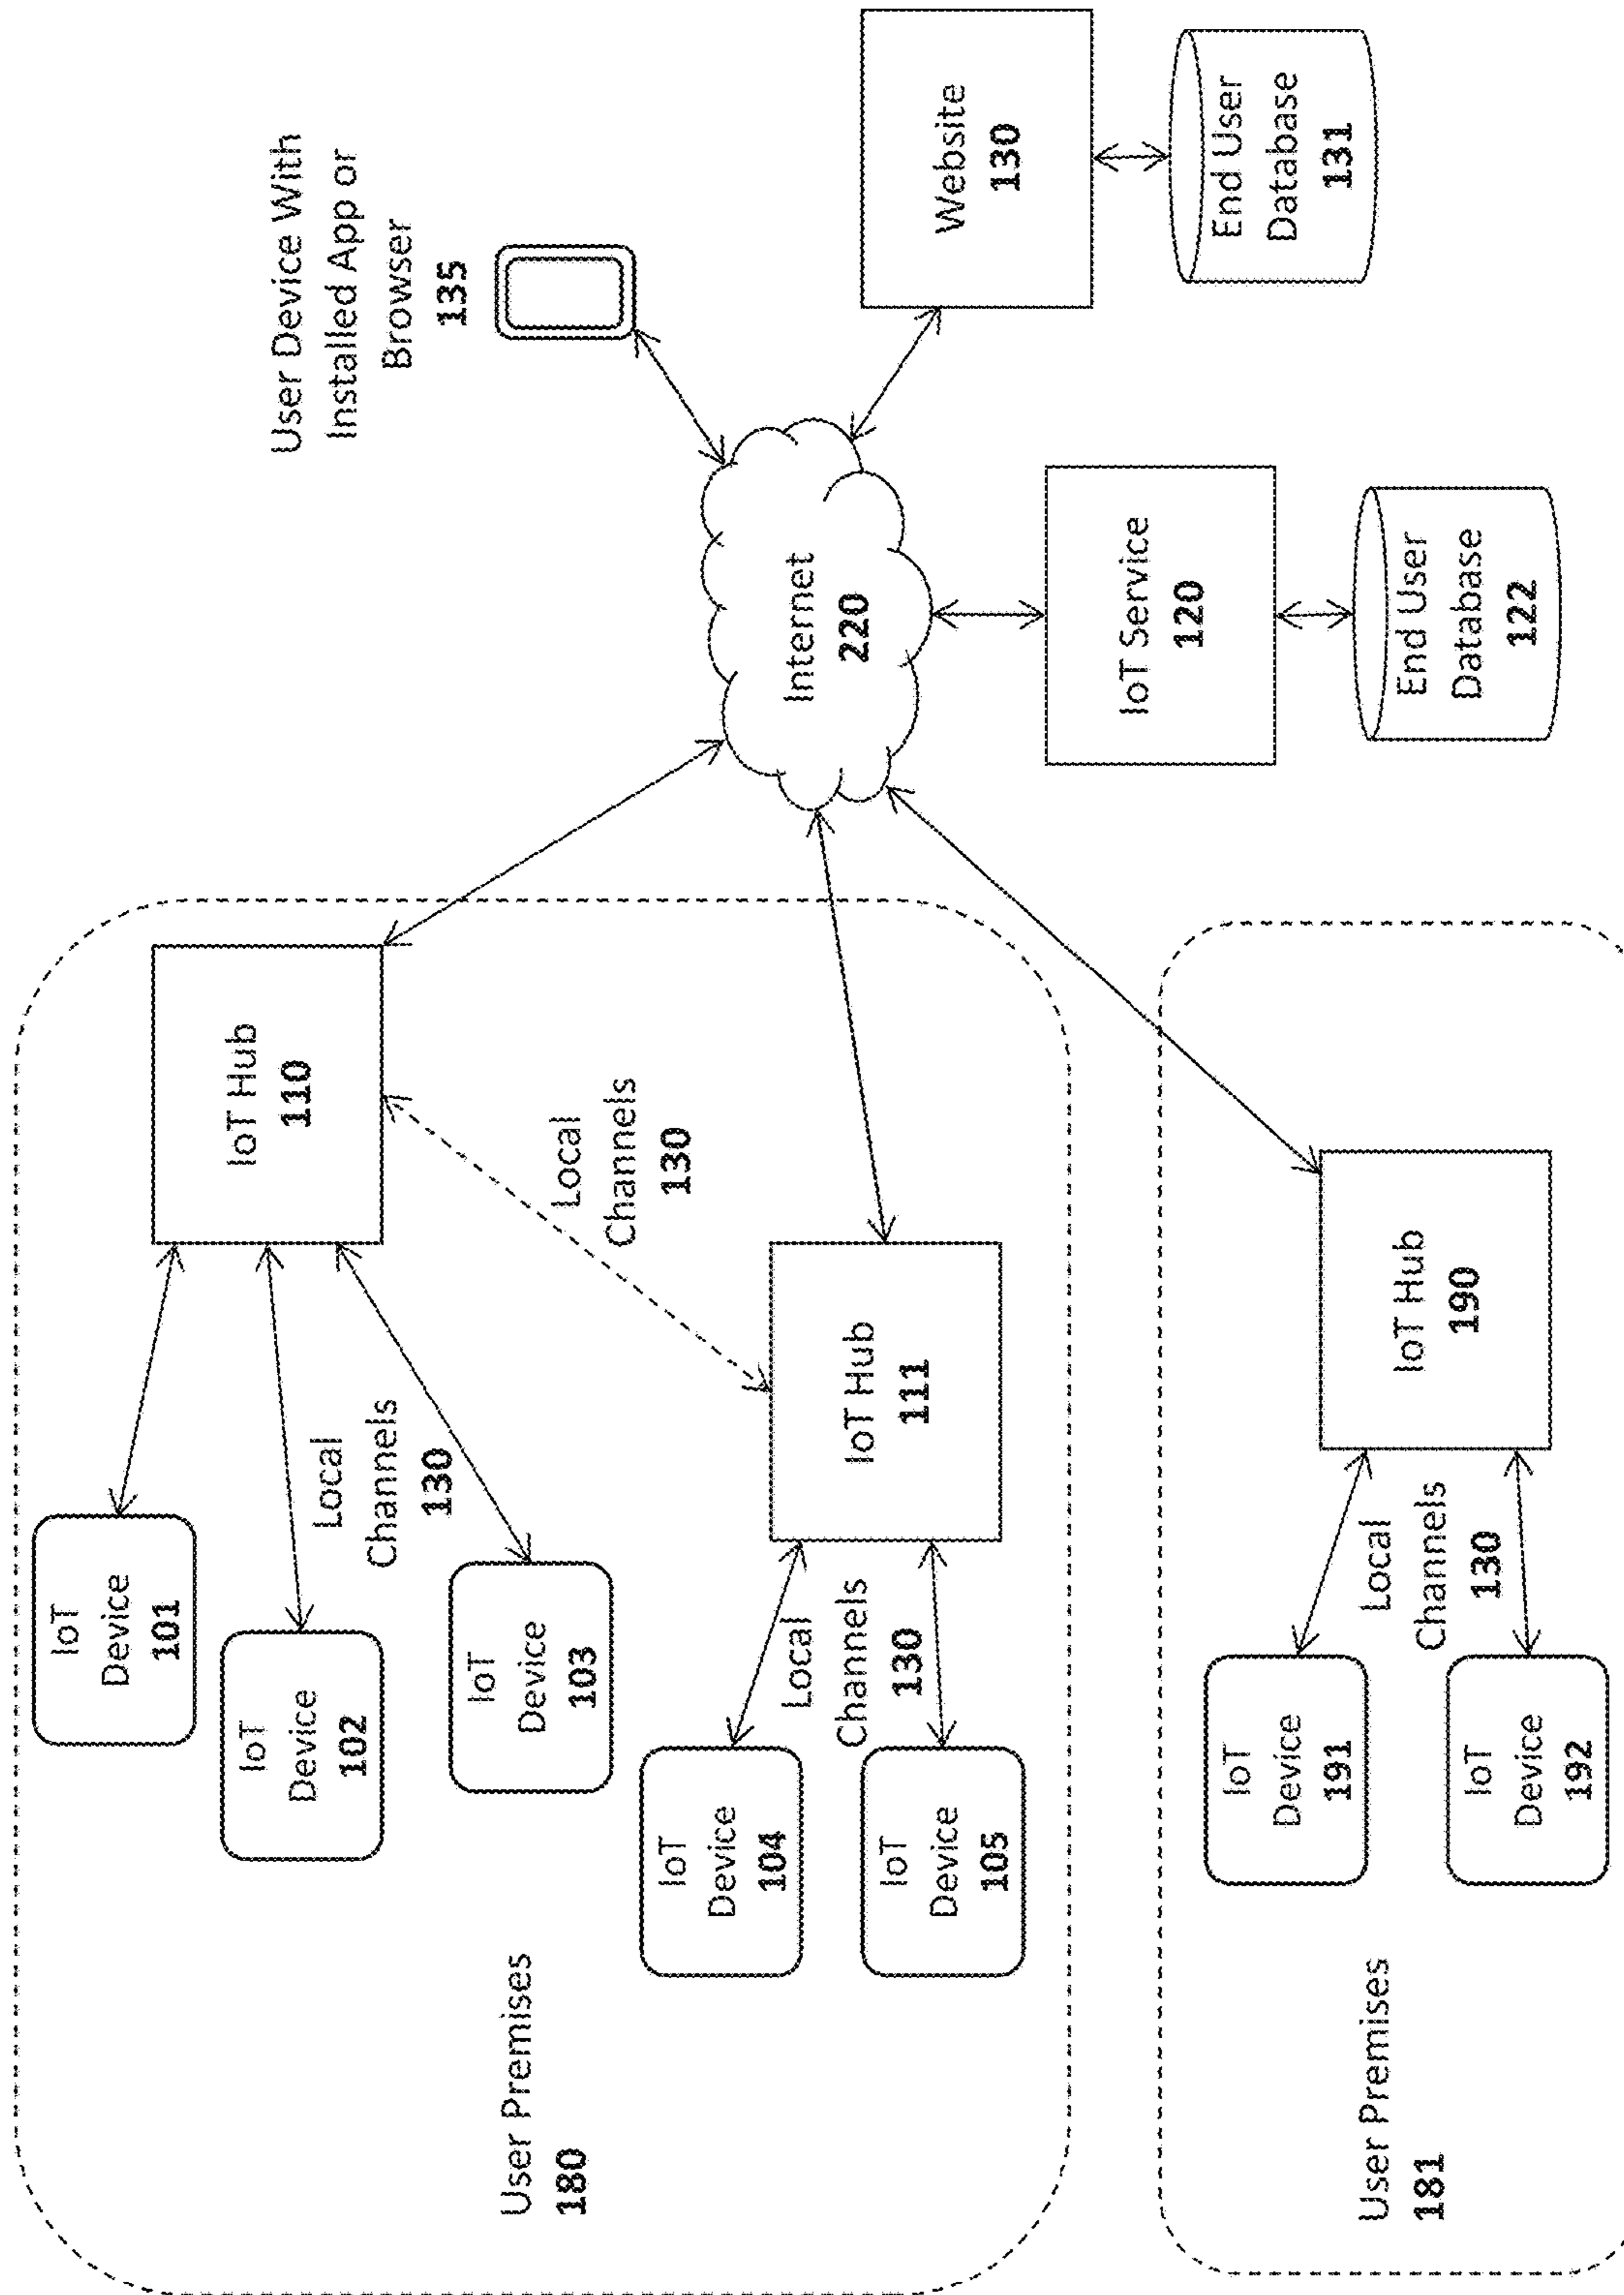 IoT
Device
101
IoT
Device
102
IoT
Device
103
Local
Channels
130
IoT Hub
110
User Device With
Installed App or
Browser
135
User Premises
180
Local
Channels
130
IoT
Device
104
IoT
Device
105
Local
Channels
130
IoT Hub
111
Internet
220
Website
130
End User
Database
131
IoT Service
120
End User
Database
122
User Premises
181
IoT
Device
191
IoT
Device
192
Local
Channels
130
IoT Hub
190